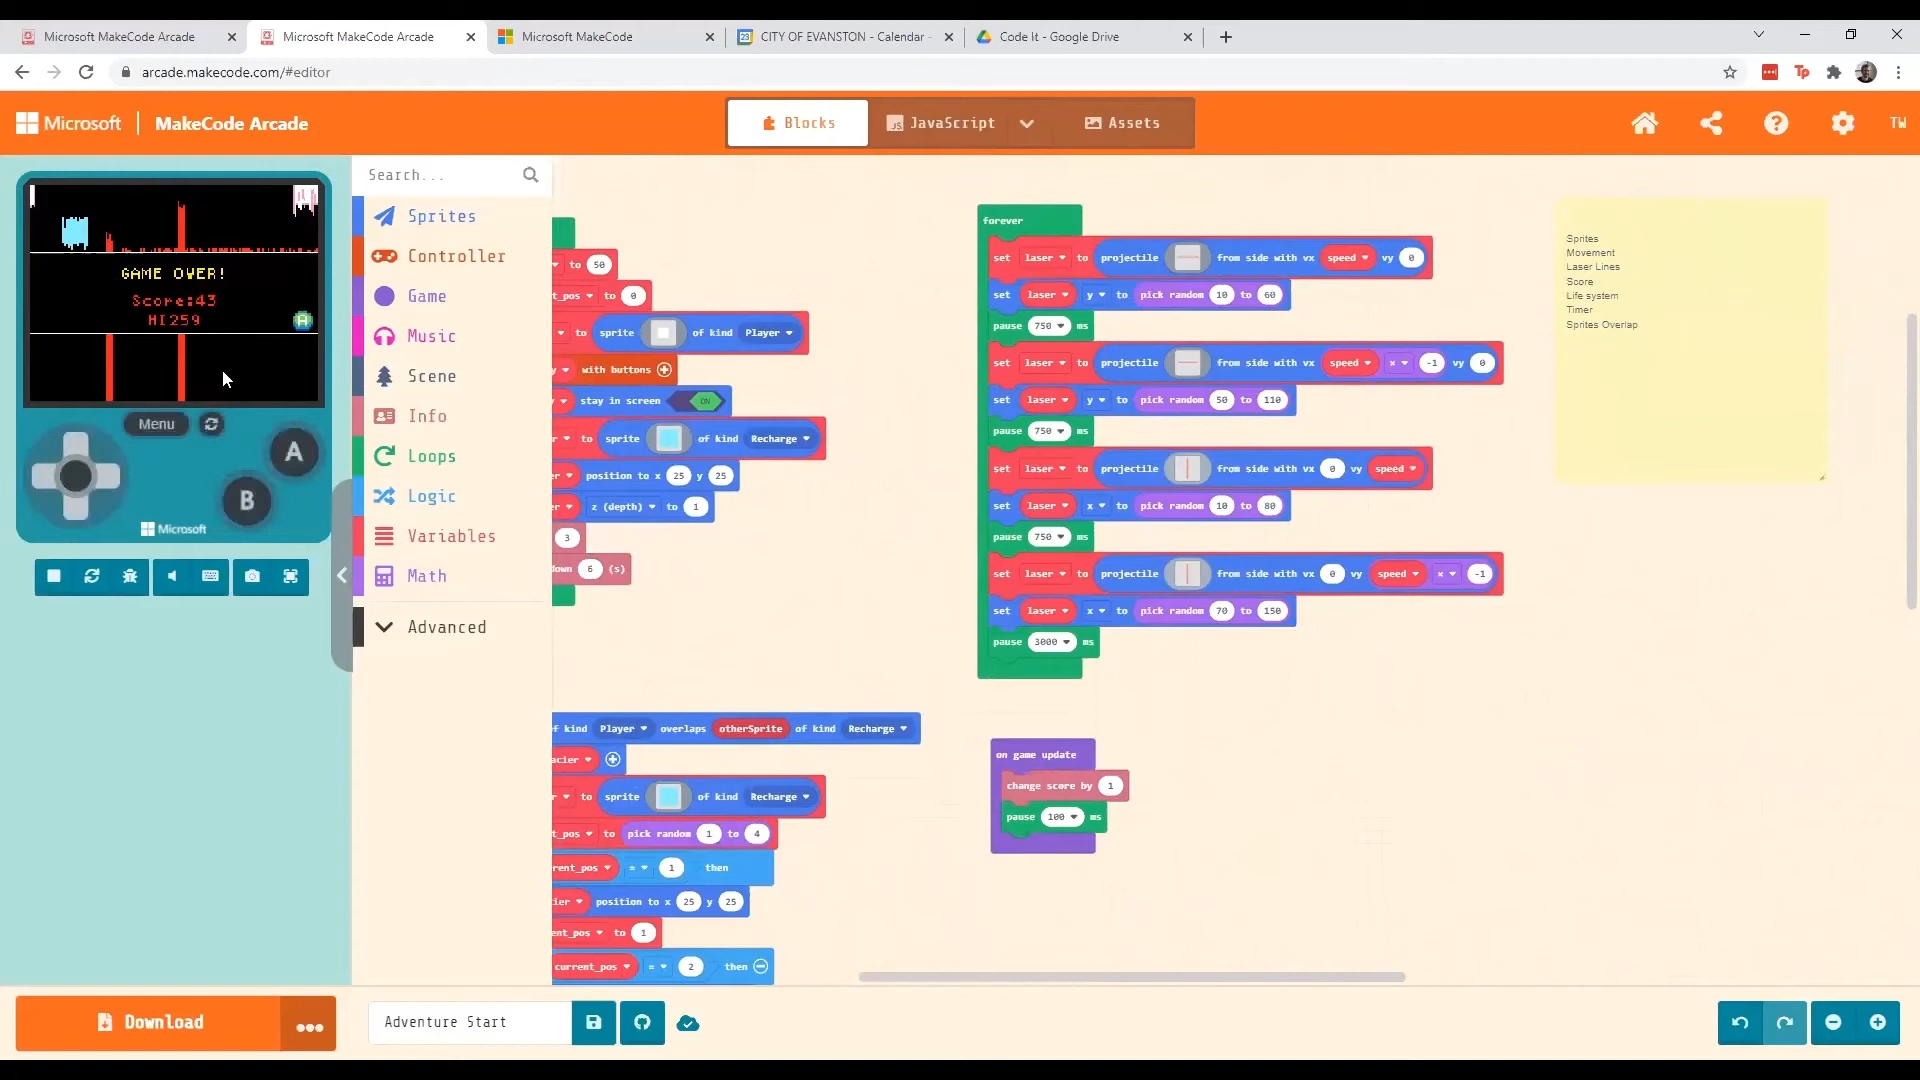 Microsoft MakeCode Arcade
Microsoft MakeCode Arcade
Microsoft MakeCode
CITY OF EVANSTON - Calendar -
Code It - Google Drive
arcade.makecode.com/#editor
Microsoft
MakeCode Arcade
Blocks
JavaScript
Assets
TW
GAME OVER!
Score:43
HI259
A
Menu
A
B
Microsoft
Search...
Sprites
Controller
Game
Music
Scene
Info
Loops
Logic
Variables
Math
Advanced
to 50
t_pos to 0
to sprite of kind Player
y with buttons
y stay in screen ON
r to sprite of kind Recharge
er position to x 25 y 25
er z (depth) to 1
3
own 6 (s)
of kind Player overlaps otherSprite of kind Recharge
acier
r to sprite of kind Recharge
t_pos to pick random 1 to 4
rent_pos = 1 then
ier position to x 25 y 25
ent_pos to 1
current_pos = 2 then
forever
set laser to projectile from side with vx speed vy 0
set laser y to pick random 10 to 60
pause 750 ms
set laser to projectile from side with vx speed × -1 vy 0
set laser y to pick random 50 to 110
pause 750 ms
set laser to projectile from side with vx 0 vy speed
set laser x to pick random 10 to 80
pause 750 ms
set laser to projectile from side with vx 0 vy speed × -1
set laser x to pick random 70 to 150
pause 3000 ms
on game update
change score by 1
pause 100 ms
Sprites
Movement
Laser Lines
Score
Life system
Timer
Sprites Overlap
Download
Adventure Start